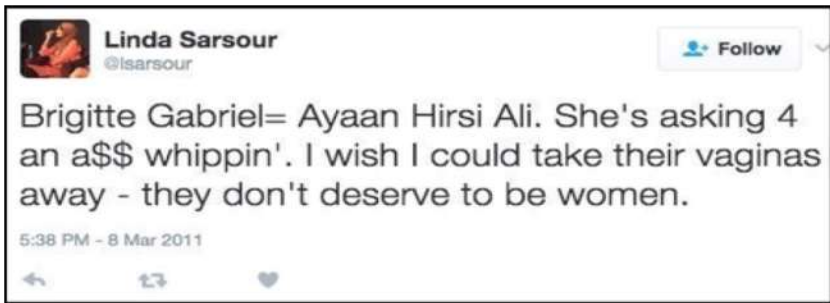 Linda Sarsour
@lsarsour
Follow
Brigitte Gabriel= Ayaan Hirsi Ali. She's asking 4
an a$$ whippin'. I wish I could take their vaginas
away - they don't deserve to be women.
5:38 PM - 8 Mar 2011